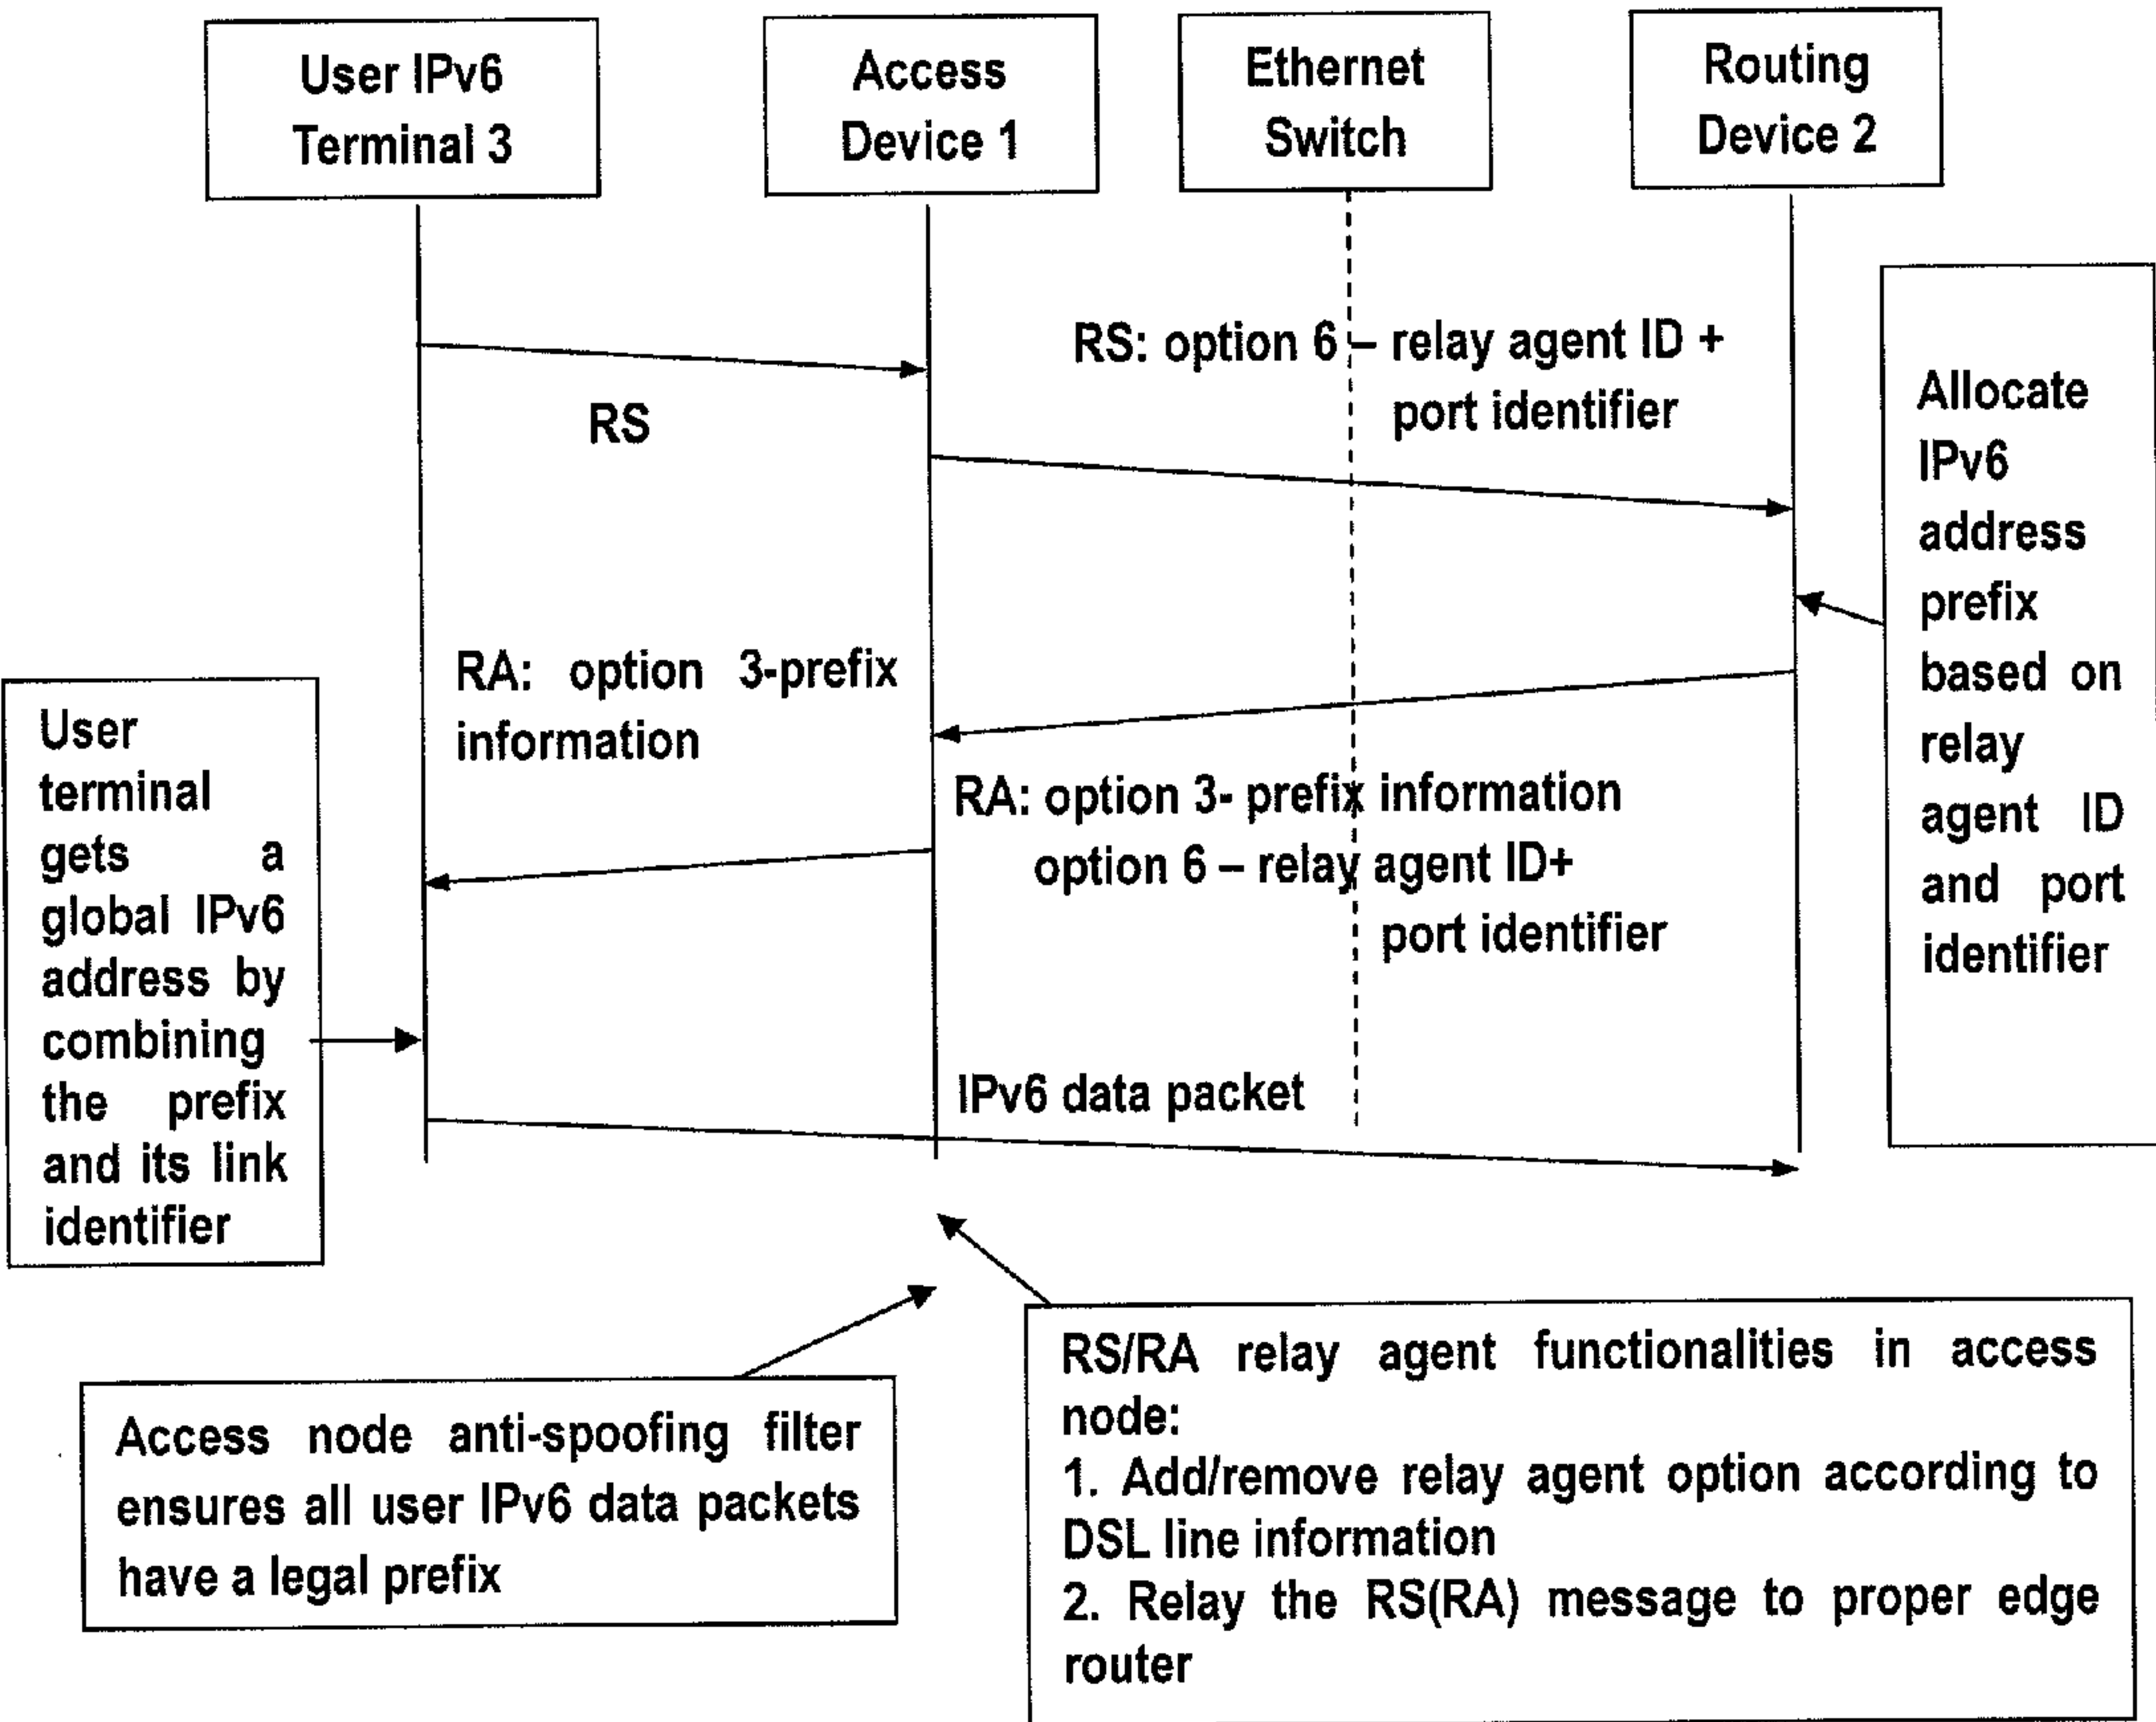 User IPv6
Terminal 3
Access
Device 1
Ethernet
Switch
Routing
Device 2
RS
RS: option 6 – relay agent ID +
port identifier
Allocate
IPv6
address
prefix
based on
relay
agent ID
and port
identifier
RA: option 3-prefix
information
RA: option 3- prefix information
option 6 – relay agent ID+
port identifier
User
terminal
gets a
global IPv6
address by
combining
the prefix
and its link
identifier
IPv6 data packet
Access node anti-spoofing filter
ensures all user IPv6 data packets
have a legal prefix
RS/RA relay agent functionalities in access
node:
1. Add/remove relay agent option according to
DSL line information
2. Relay the RS(RA) message to proper edge
router